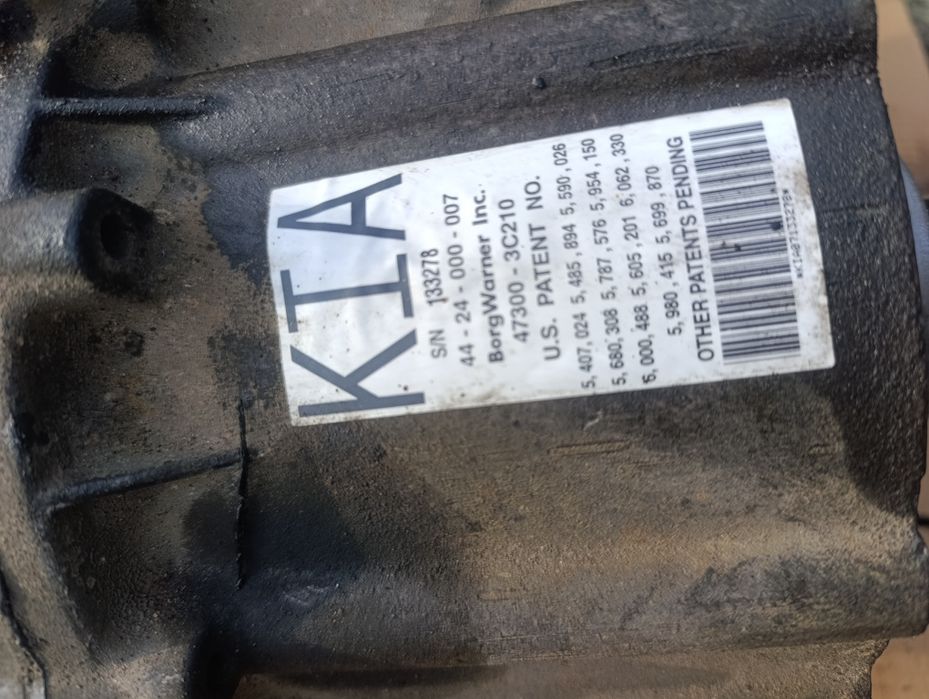 KIA
S/N 133278
44 - 24 - 000 - 007
BorgWarner Inc.
47300 - 3C210
U.S. PATENT NO.
5, 407, 024 5, 485, 894 5, 590, 026
5, 680, 308 5, 787, 576 5, 954, 150
6, 000, 488 5, 605, 201 6, 062, 330
5, 980, 415 5, 699, 870
OTHER PATENTS PENDING
*KIA007133278*